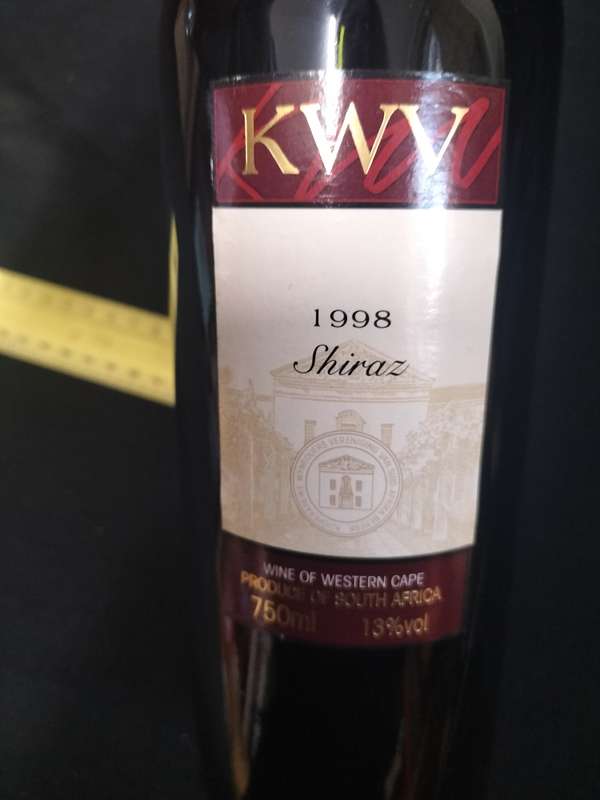 KWV
1998
Shiraz
WINE OF WESTERN CAPE
PRODUCE OF SOUTH AFRICA
750ml 13%vol